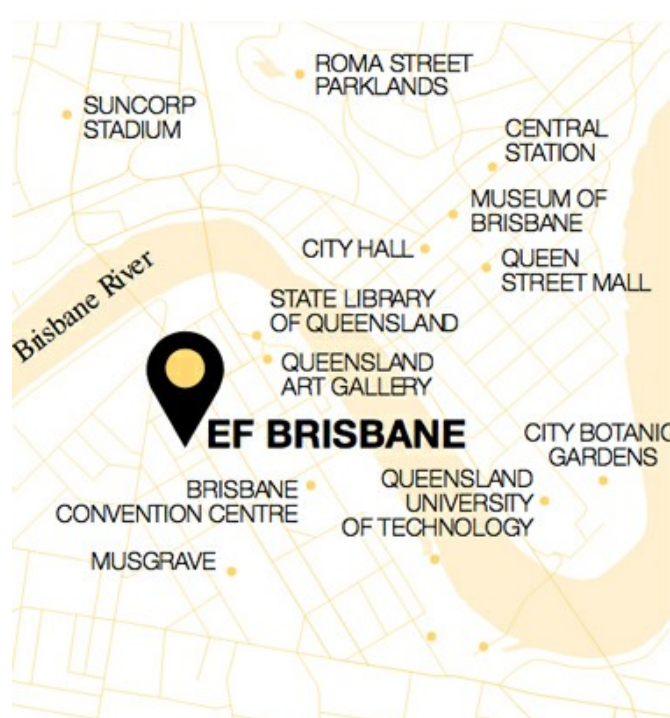 ROMA STREET
PARKLANDS
SUNCORP
STADIUM
CENTRAL
STATION
MUSEUM OF
BRISBANE
CITY HALL
QUEEN
STREET MALL
Brisbane River
STATE LIBRARY
OF QUEENSLAND
QUEENSLAND
ART GALLERY
EF BRISBANE
CITY BOTANIC
GARDENS
QUEENSLAND
UNIVERSITY
OF TECHNOLOGY
BRISBANE
CONVENTION CENTRE
MUSGRAVE